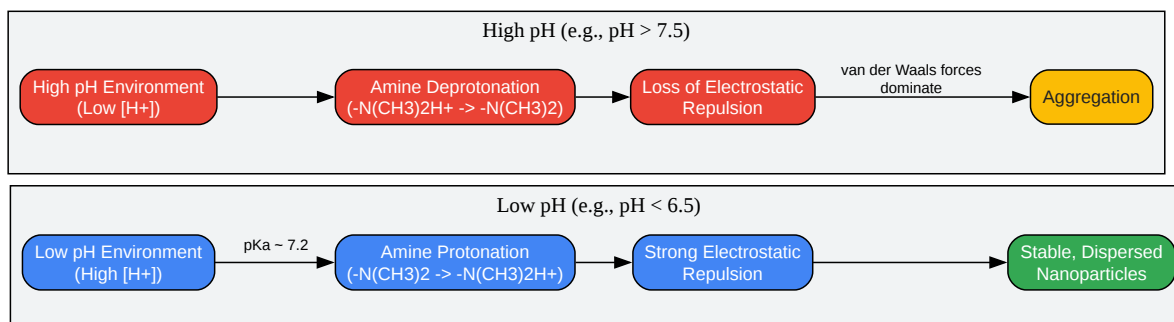 High pH (e.g., pH > 7.5)
High pH Environment
(Low [H+])
Amine Deprotonation
(-N(CH3)2H+ -> -N(CH3)2)
Loss of Electrostatic
Repulsion
van der Waals forces
dominate
Aggregation
Low pH (e.g., pH < 6.5)
Low pH Environment
(High [H+])
pKa ~ 7.2
Amine Protonation
(-N(CH3)2 -> -N(CH3)2H+)
Strong Electrostatic
Repulsion
Stable, Dispersed
Nanoparticles